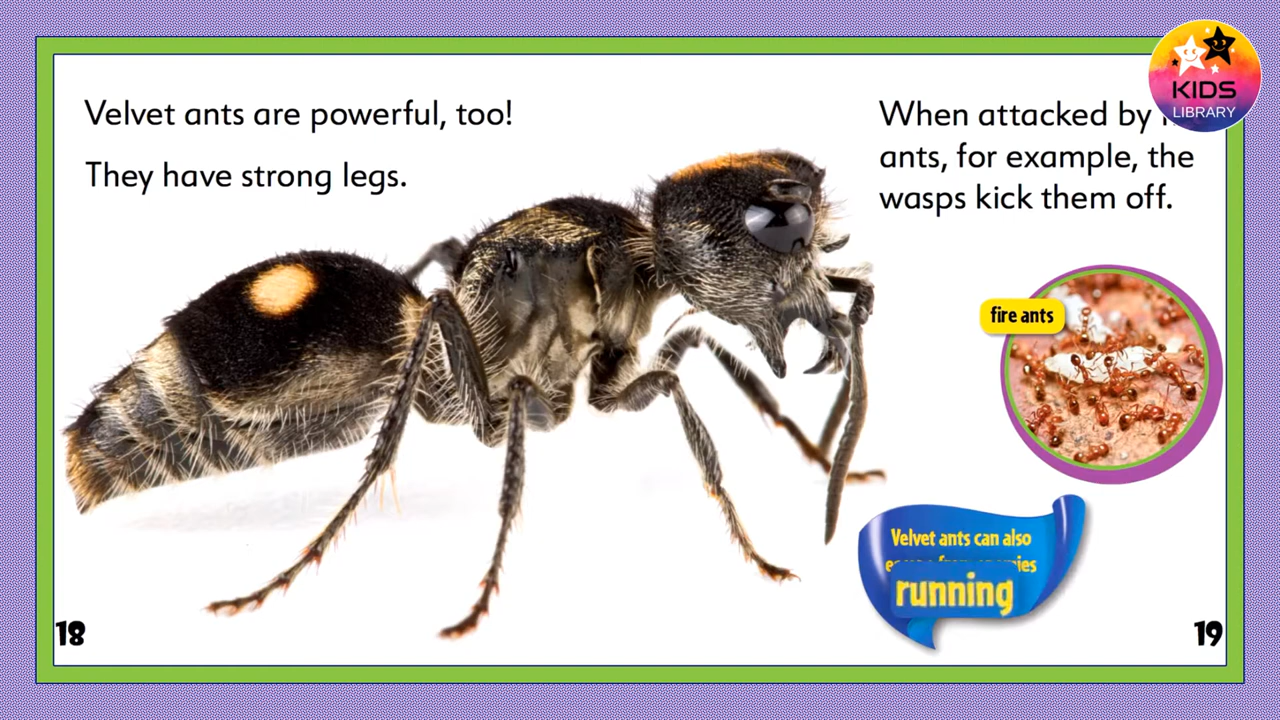 Velvet ants are powerful, too!
They have strong legs.
When attacked by
ants, for example, the
wasps kick them off.
KIDS
LIBRARY
fire ants
Velvet ants can also
running
18
19